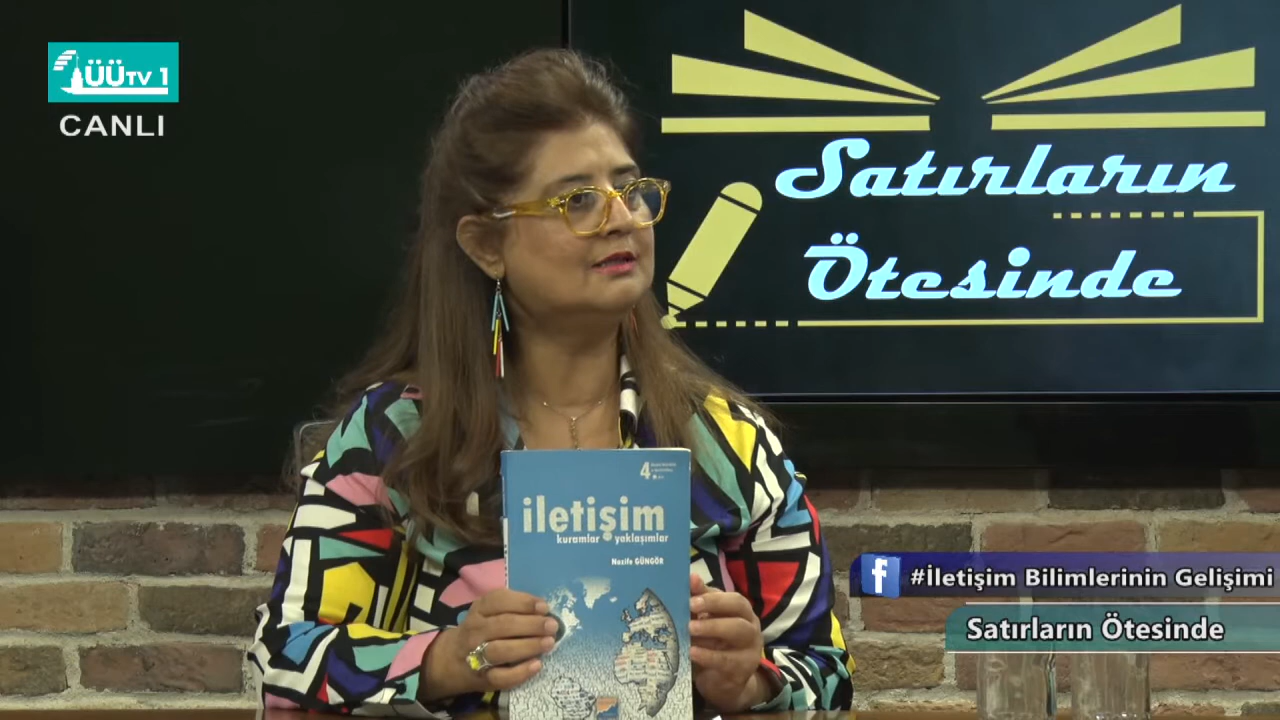 ÜÜTV 1
CANLI
Satırların
Ötesinde
4
iletişim
kuramlar yaklaşımlar
Nazife GÜNGÖR
#İletişim Bilimlerinin Gelişimi
Satırların Ötesinde